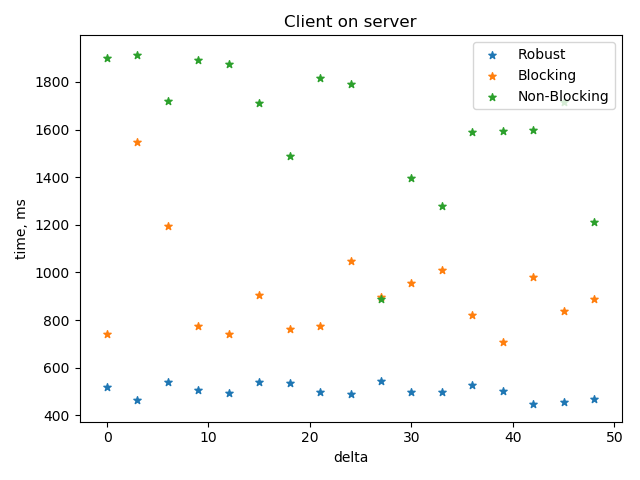 Client on server
Robust
Blocking
Non-Blocking
time, ms
1800
1600
1400
1200
1000
800
600
400
0 10 20 30 40 50
delta